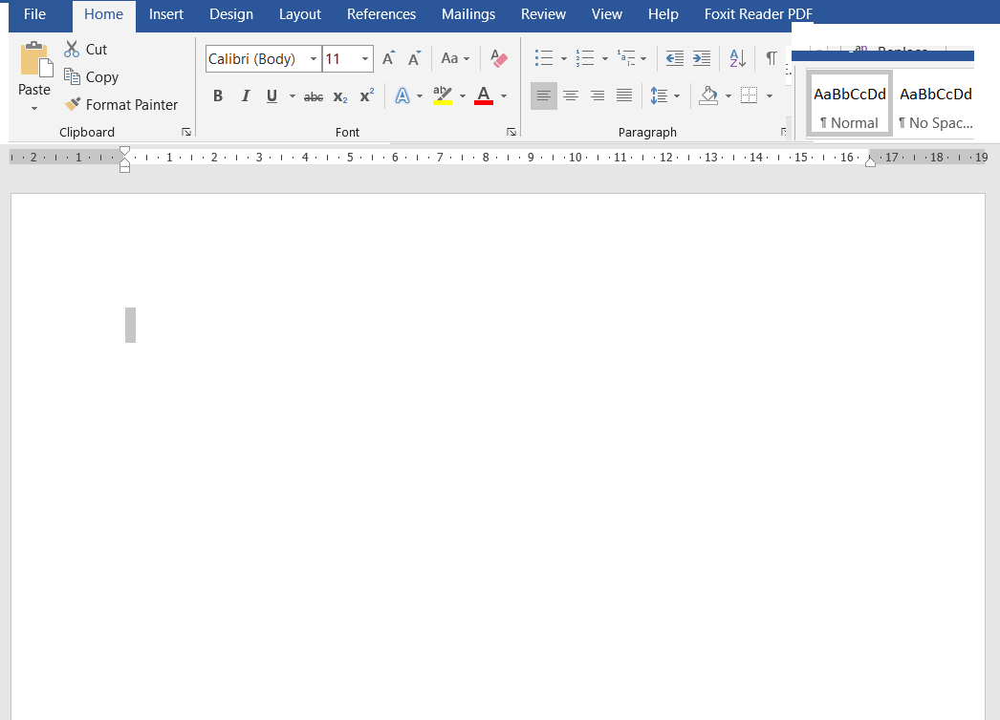 File Home Insert Design Layout References Mailings Review View Help Foxit Reader PDF
Cut
Copy
Paste
Format Painter
Clipboard
Calibri (Body) 11 Aa
B I U abc x₂ x² A ab A
Font
A Z ¶
Paragraph
AaBbCcDd AaBbCcDd
¶ Normal ¶ No Spac...
2 1 1 2 3 4 5 6 7 8 9 10 11 12 13 14 15 16 17 18 19